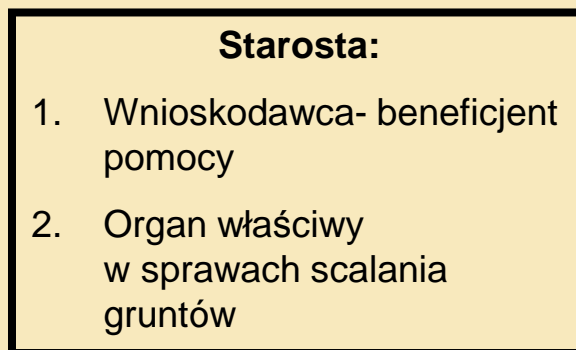 Starosta:
1. Wnioskodawca- beneficjent
pomocy
2. Organ właściwy
w sprawach scalania
gruntów